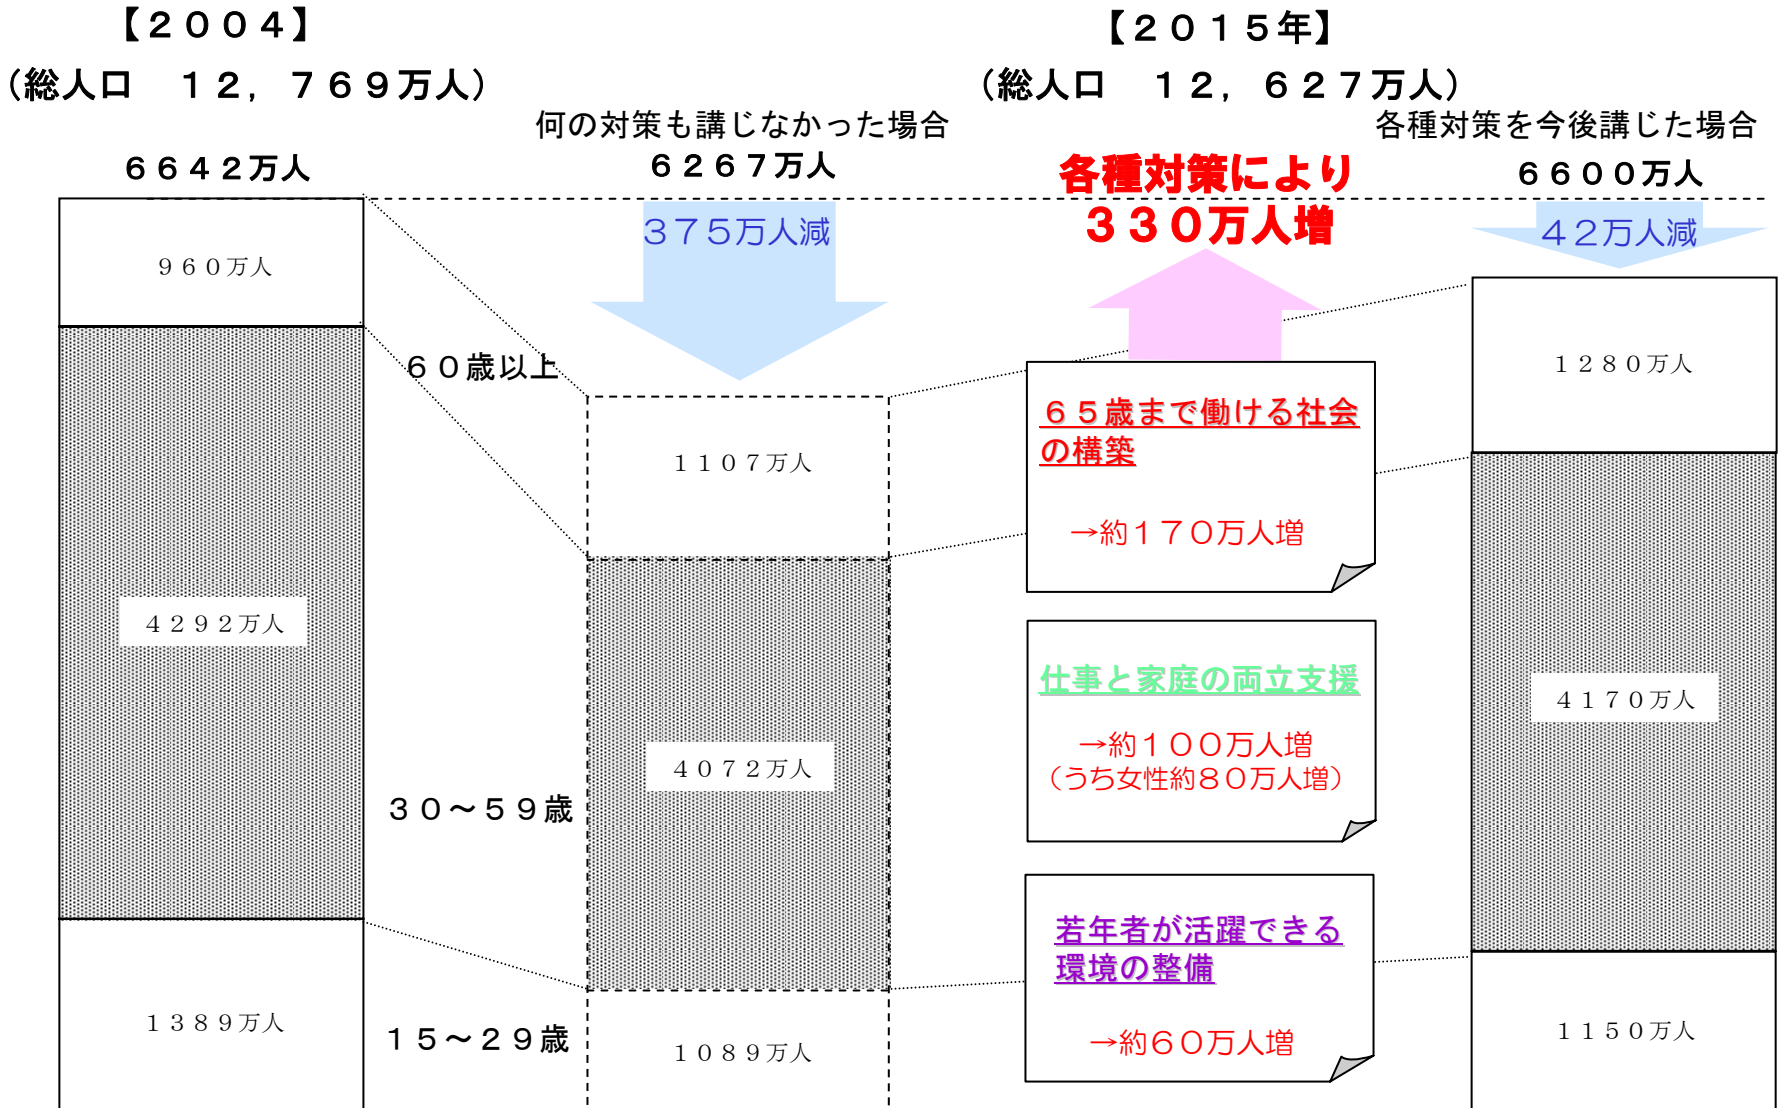 【２００４】
（総人口　１２，７６９万人）
６６４２万人
９６０万人
４２９２万人
１３８９万人
６０歳以上
３０～５９歳
１５～２９歳
【２０１５年】
（総人口　１２，６２７万人）
何の対策も講じなかった場合
６２６７万人
３７５万人減
１１０７万人
４０７２万人
１０８９万人
各種対策により
３３０万人増
６５歳まで働ける社会
の構築
→約１７０万人増
仕事と家庭の両立支援
→約１００万人増
（うち女性約８０万人増）
若年者が活躍できる
環境の整備
→約６０万人増
各種対策を今後講じた場合
６６００万人
４２万人減
１２８０万人
４１７０万人
１１５０万人